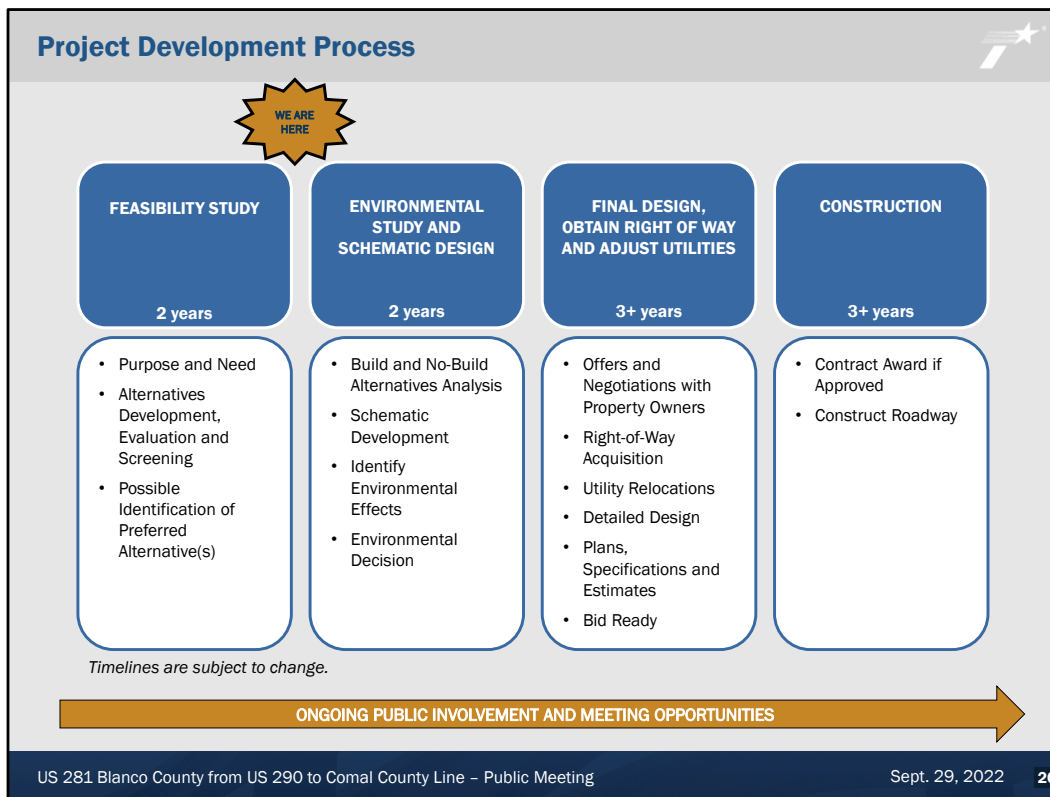 Project Development Process
WE ARE
HERE
FEASIBILITY STUDY
2 years
ENVIRONMENTAL
STUDY AND
SCHEMATIC DESIGN
2 years
FINAL DESIGN,
OBTAIN RIGHT OF WAY
AND ADJUST UTILITIES
3+ years
CONSTRUCTION
3+ years
• Purpose and Need
• Alternatives
Development,
Evaluation and
Screening
• Possible
Identification of
Preferred
Alternative(s)
• Build and No-Build
Alternatives Analysis
• Schematic
Development
• Identify
Environmental
Effects
• Environmental
Decision
• Offers and
Negotiations with
Property Owners
• Right-of-Way
Acquisition
• Utility Relocations
• Detailed Design
• Plans,
Specifications and
Estimates
• Bid Ready
• Contract Award if
Approved
• Construct Roadway
Timelines are subject to change.
ONGOING PUBLIC INVOLVEMENT AND MEETING OPPORTUNITIES
US 281 Blanco County from US 290 to Comal County Line – Public Meeting
Sept. 29, 2022